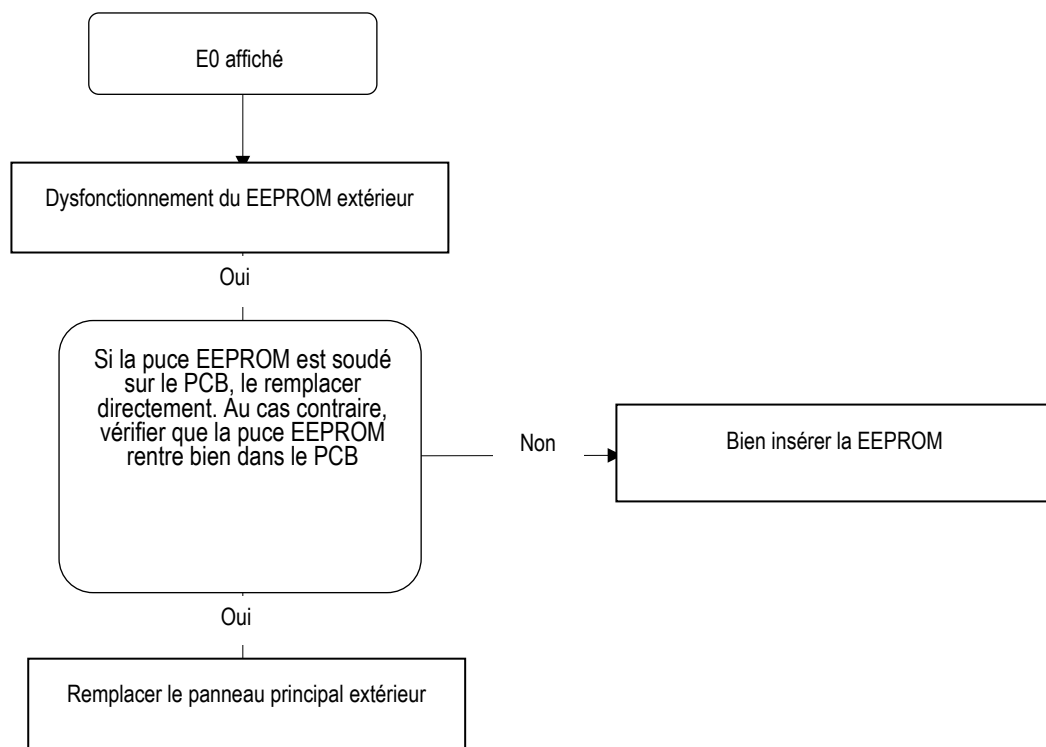 E0 affiché
Dysfonctionnement du EEPROM extérieur
Oui
Si la puce EEPROM est soudé
sur le PCB, le remplacer
directement. Au cas contraire,
vérifier que la puce EEPROM
rentre bien dans le PCB
Non
Bien insérer la EEPROM
Oui
Remplacer le panneau principal extérieur